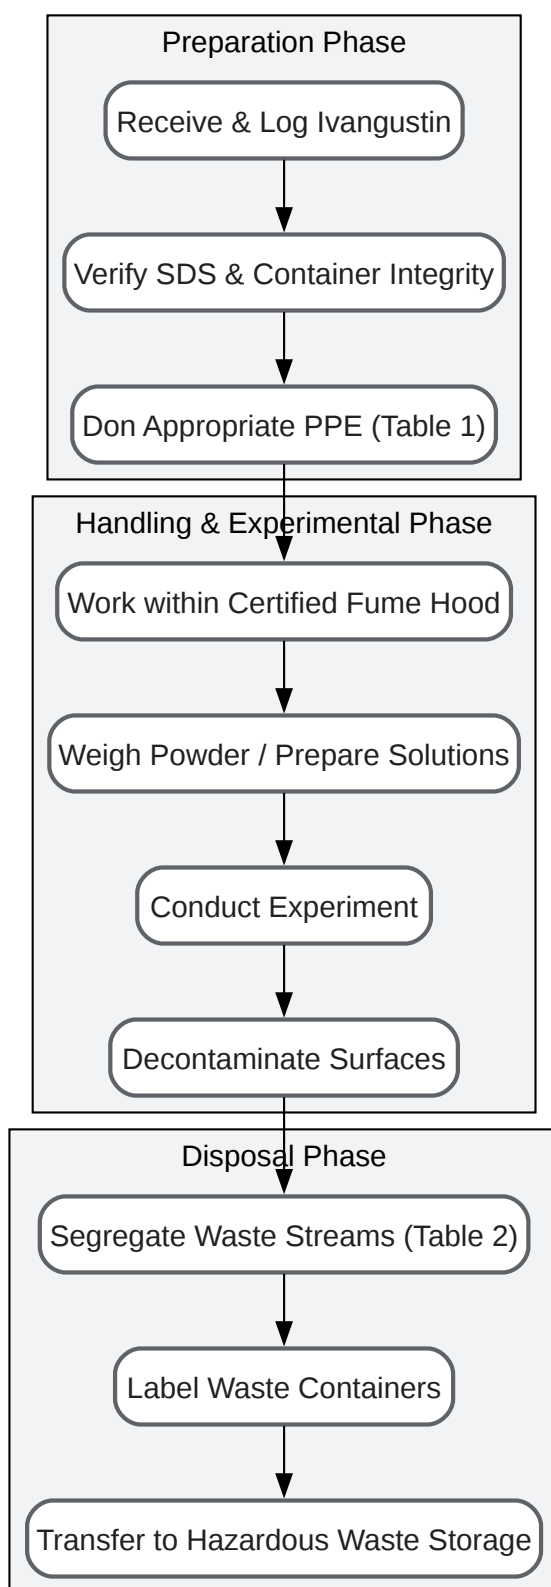 Preparation Phase
Receive & Log Ivangustin
Verify SDS & Container Integrity
Don Appropriate PPE (Table 1)
Handling & Experimental Phase
Work within Certified Fume Hood
Weigh Powder / Prepare Solutions
Conduct Experiment
Decontaminate Surfaces
Disposal Phase
Segregate Waste Streams (Table 2)
Label Waste Containers
Transfer to Hazardous Waste Storage